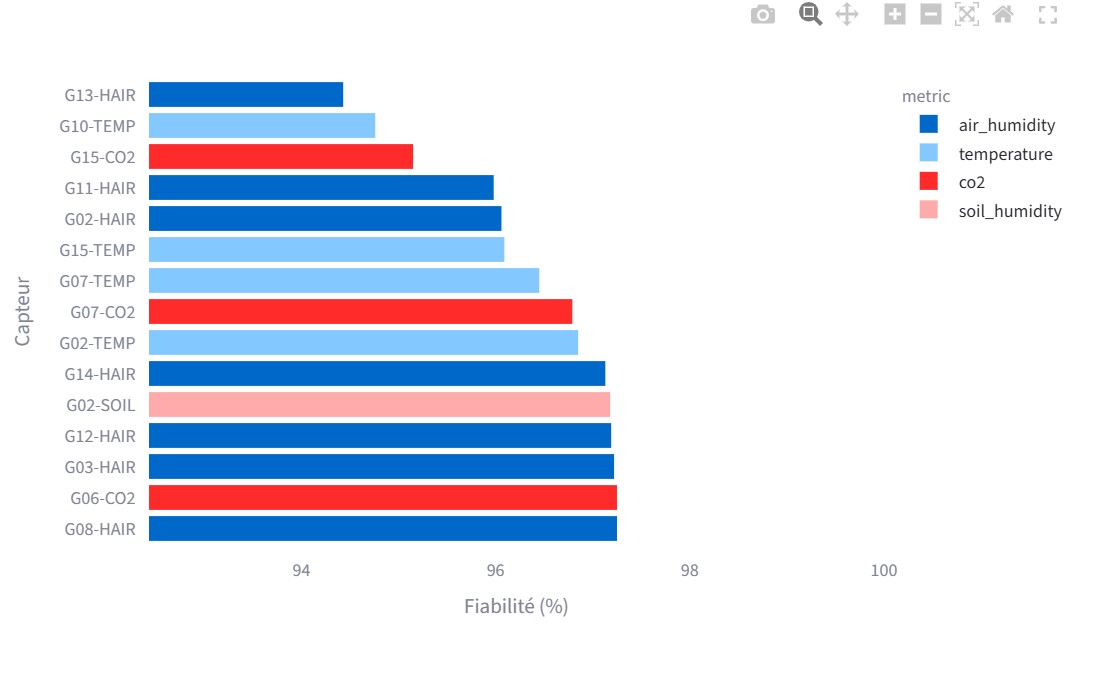 G13-HAIR
G10-TEMP
G15-CO2
G11-HAIR
G02-HAIR
G15-TEMP
G07-TEMP
G07-CO2
G02-TEMP
G14-HAIR
G02-SOIL
G12-HAIR
G03-HAIR
G06-CO2
G08-HAIR
Capteur
94 96 98 100
Fiabilité (%)
metric
air_humidity
temperature
co2
soil_humidity